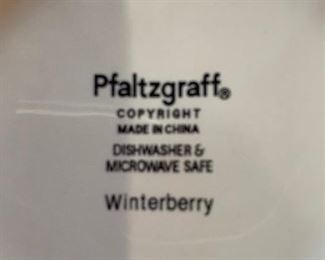 Pfaltzgraff®
COPYRIGHT
MADE IN CHINA
DISHWASHER &
MICROWAVE SAFE
Winterberry